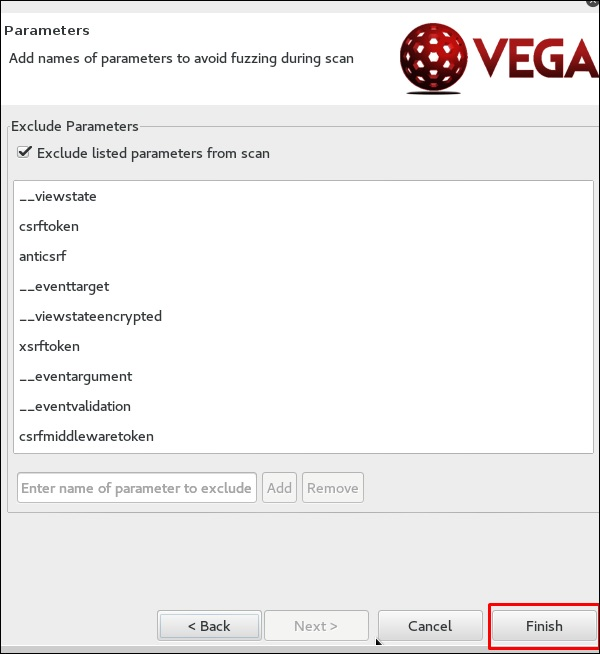 Parameters
Add names of parameters to avoid fuzzing during scan
VEGA
Exclude Parameters
Exclude listed parameters from scan
__viewstate
csrftoken
anticsrf
__eventtarget
__viewstateencrypted
xsrftoken
__eventargument
__eventvalidation
csrfmiddlewaretoken
Enter name of parameter to exclude Add Remove
< Back Next > Cancel Finish